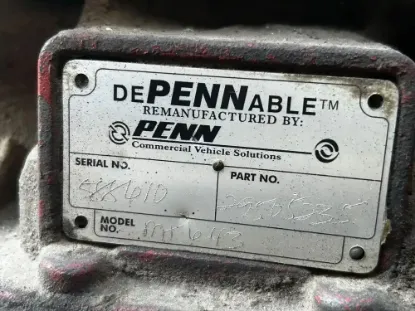 DEPENNABLE™
REMANUFACTURED BY:
PENN
Commercial Vehicle Solutions
SERIAL NO.
PART NO.
MODEL
NO.